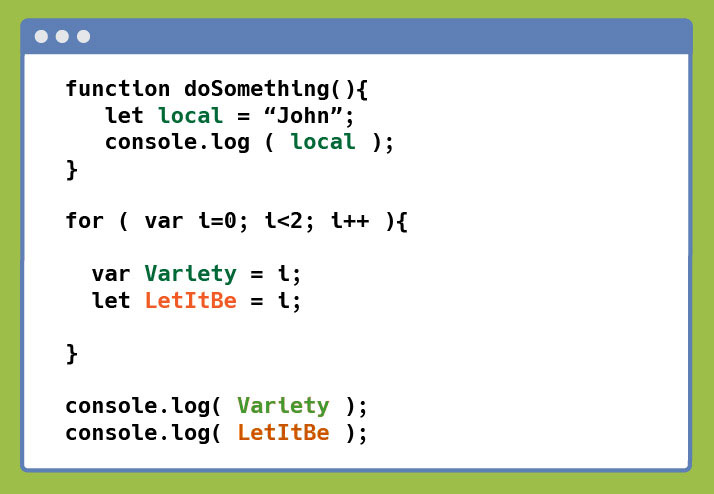 function doSomething(){
let local = “John”;
console.log ( local );
}
for ( var i=0; i<2; i++ ){
var Variety = i;
let LetItBe = i;
}
console.log( Variety );
console.log( LetItBe );